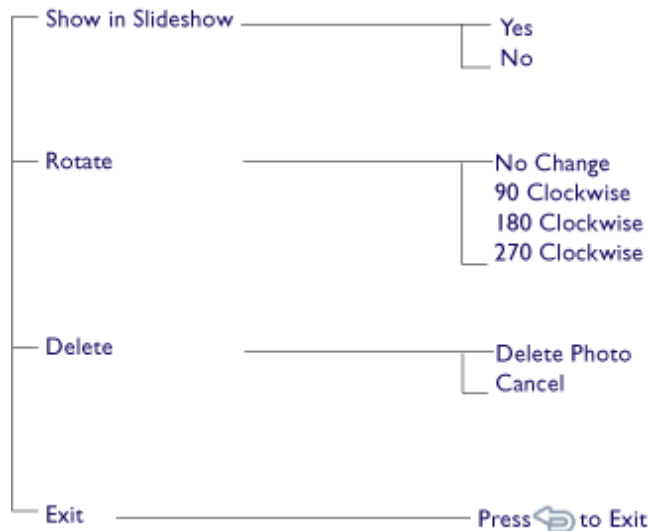 Show in Slideshow
Yes
No
Rotate
No Change
90 Clockwise
180 Clockwise
270 Clockwise
Delete
Delete Photo
Cancel
Exit
Press to Exit